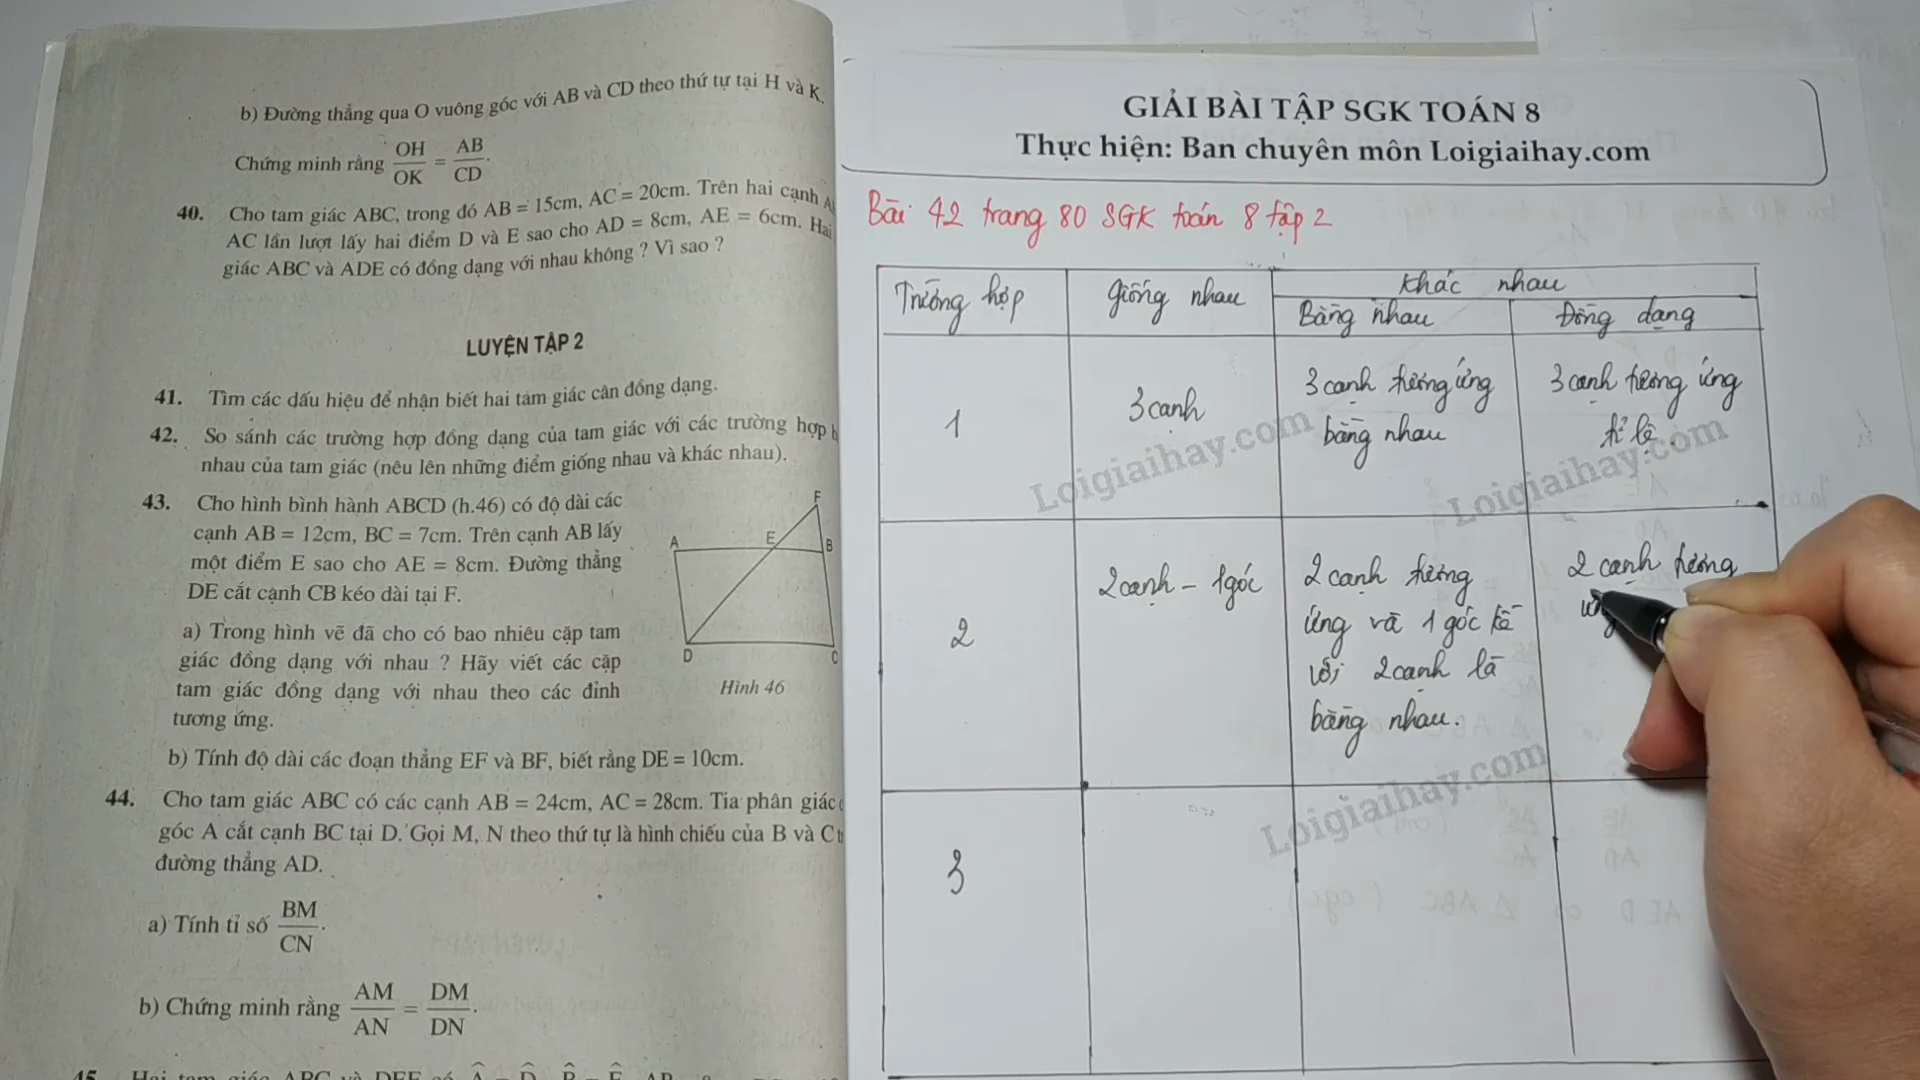 b) Đường thẳng qua O vuông góc với AB và CD theo thứ tự tại H và K.
Chứng minh rằng OH/OK = AB/CD.
40. Cho tam giác ABC, trong đó AB = 15cm, AC = 20cm. Trên hai cạnh
AC lần lượt lấy hai điểm D và E sao cho AD = 8cm, AE = 6cm. Hai
giác ABC và ADE có đồng dạng với nhau không ? Vì sao ?
LUYỆN TẬP 2
41. Tìm các dấu hiệu để nhận biết hai tam giác cân đồng dạng.
42. So sánh các trường hợp đồng dạng của tam giác với các trường hợp
nhau của tam giác (nêu lên những điểm giống nhau và khác nhau).
43. Cho hình bình hành ABCD (h.46) có độ dài các
cạnh AB = 12cm, BC = 7cm. Trên cạnh AB lấy
một điểm E sao cho AE = 8cm. Đường thẳng
DE cắt cạnh CB kéo dài tại F.
a) Trong hình vẽ đã cho có bao nhiêu cặp tam
giác đồng dạng với nhau ? Hãy viết các cặp
tam giác đồng dạng với nhau theo các đỉnh
tương ứng.
F
A E B
D C
Hình 46
b) Tính độ dài các đoạn thẳng EF và BF, biết rằng DE = 10cm.
44. Cho tam giác ABC có các cạnh AB = 24cm, AC = 28cm. Tia phân giác
góc A cắt cạnh BC tại D. Gọi M, N theo thứ tự là hình chiếu của B và C
đường thẳng AD.
a) Tính tỉ số BM/CN.
b) Chứng minh rằng AM/AN = DM/DN.
GIẢI BÀI TẬP SGK TOÁN 8
Thực hiện: Ban chuyên môn Loigiaihay.com
Bài 42 trang 80 SGK toán 8 tập 2
Trường hợp Giống nhau Khác nhau
Bằng nhau Đồng dạng
1 3 cạnh
3 cạnh tương ứng
bằng nhau
3 cạnh tương ứng
tỉ lệ.
2 2 cạnh - 1 góc
2 cạnh tương
ứng và 1 góc kề
với 2 cạnh là
bằng nhau.
2 cạnh tương
3
Loigiaihay.com
Loigiaihay.com
Loigiaihay.com